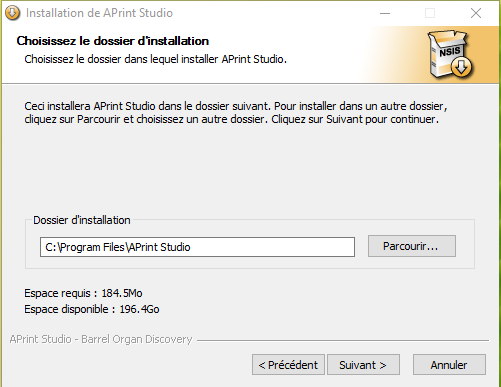 Installation de APrint Studio
Choisissez le dossier d'installation
Choisissez le dossier dans lequel installer APrint Studio.
NSIS
Ceci installera APrint Studio dans le dossier suivant. Pour installer dans un autre dossier,
cliquez sur Parcourir et choisissez un autre dossier. Cliquez sur Suivant pour continuer.
Dossier d'installation
C:\Program Files\APrint Studio
Parcourir...
Espace requis : 184.5Mo
Espace disponible : 196.4Go
APrint Studio - Barrel Organ Discovery
< Précédent
Suivant >
Annuler